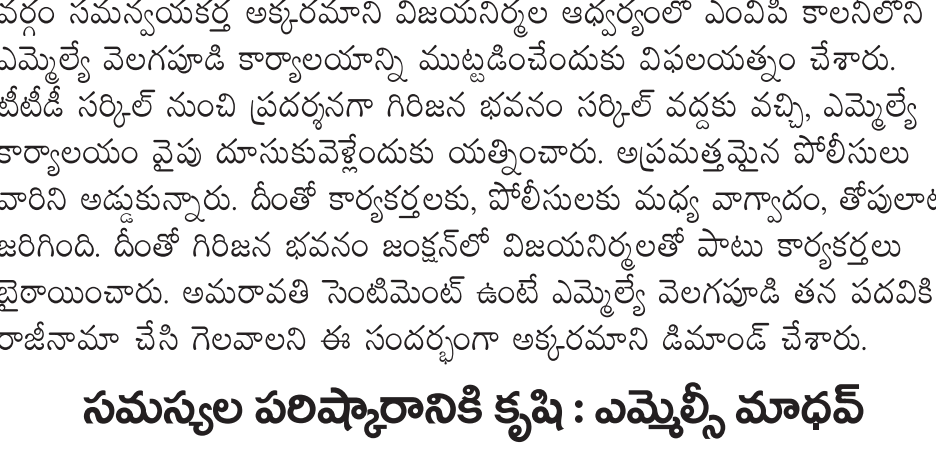 వర్గం సమన్వయకర్త అక్కరమాని విజయనిర్మల ఆధ్వర్యంలో ఎంవీపీ కాలనీలోని
ఎమ్మెల్యే వెలగపూడి కార్యాలయాన్ని ముట్టడించేందుకు విఫలయత్నం చేశారు.
టీటీడీ సర్కిల్ నుంచి ప్రదర్శనగా గిరిజన భవనం సర్కిల్ వద్దకు వచ్చి, ఎమ్మెల్యే
కార్యాలయం వైపు దూసుకువెళ్లేందుకు యత్నించారు. అప్రమత్తమైన పోలీసులు
వారిని అడ్డుకున్నారు. దీంతో కార్యకర్తలకు, పోలీసులకు మధ్య వాగ్వాదం, తోపులాట
జరిగింది. దీంతో గిరిజన భవనం జంక్షన్‌లో విజయనిర్మలతో పాటు కార్యకర్తలు
బైఠాయించారు. అమరావతి సెంటిమెంట్ ఉంటే ఎమ్మెల్యే వెలగపూడి తన పదవికి
రాజీనామా చేసి గెలవాలని ఈ సందర్భంగా అక్కరమాని డిమాండ్ చేశారు.
సమస్యల పరిష్కారానికి కృషి : ఎమ్మెల్సీ మాధవ్